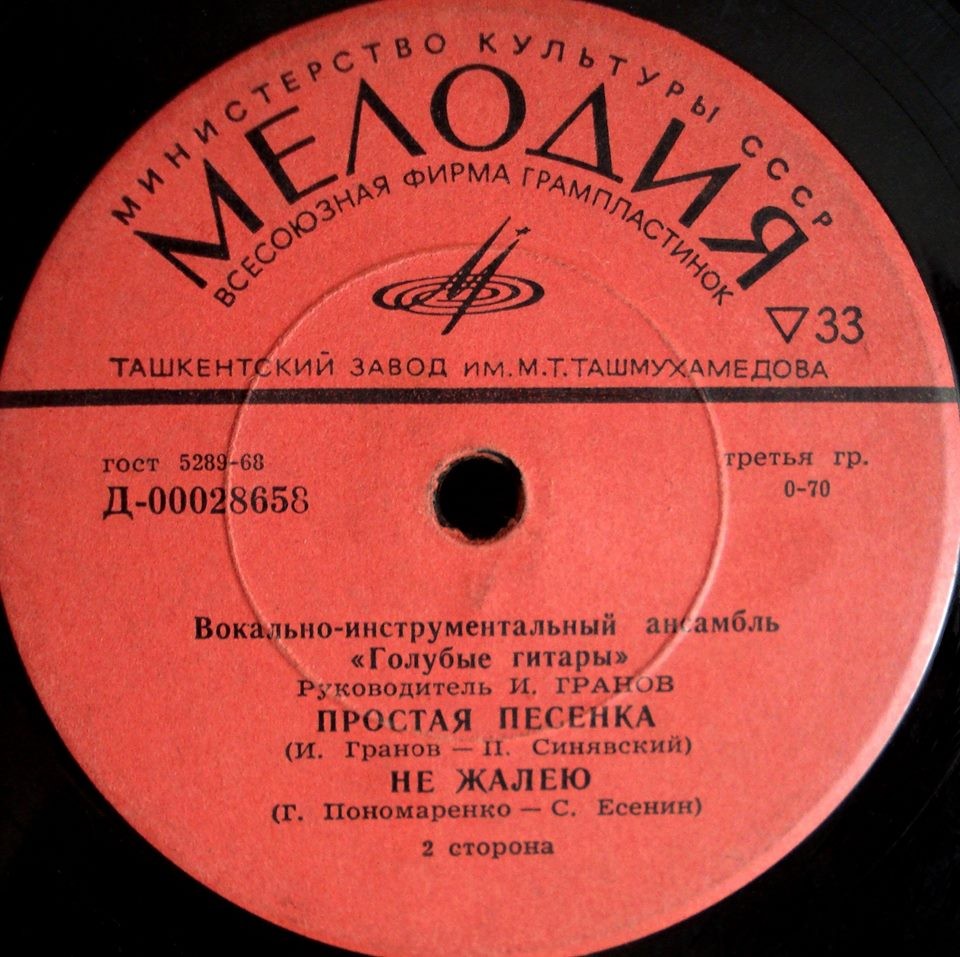 МИНИСТЕРСТВО КУЛЬТУРЫ СССР
МЕЛОДИЯ
ВСЕСОЮЗНАЯ ФИРМА ГРАМПЛАСТИНОК
▽33
ТАШКЕНТСКИЙ ЗАВОД ИМ. М.Т. ТАШМУХАМЕДОВА
гост 5289-68
третья гр.
Д-00028658
0-70
Вокально-инструментальный ансамбль
«Голубые гитары»
Руководитель И. ГРАНОВ
ПРОСТАЯ ПЕСЕНКА
(И. Гранов — П. Синявский)
НЕ ЖАЛЕЮ
(Г. Пономаренко — С. Есенин)
2 сторона